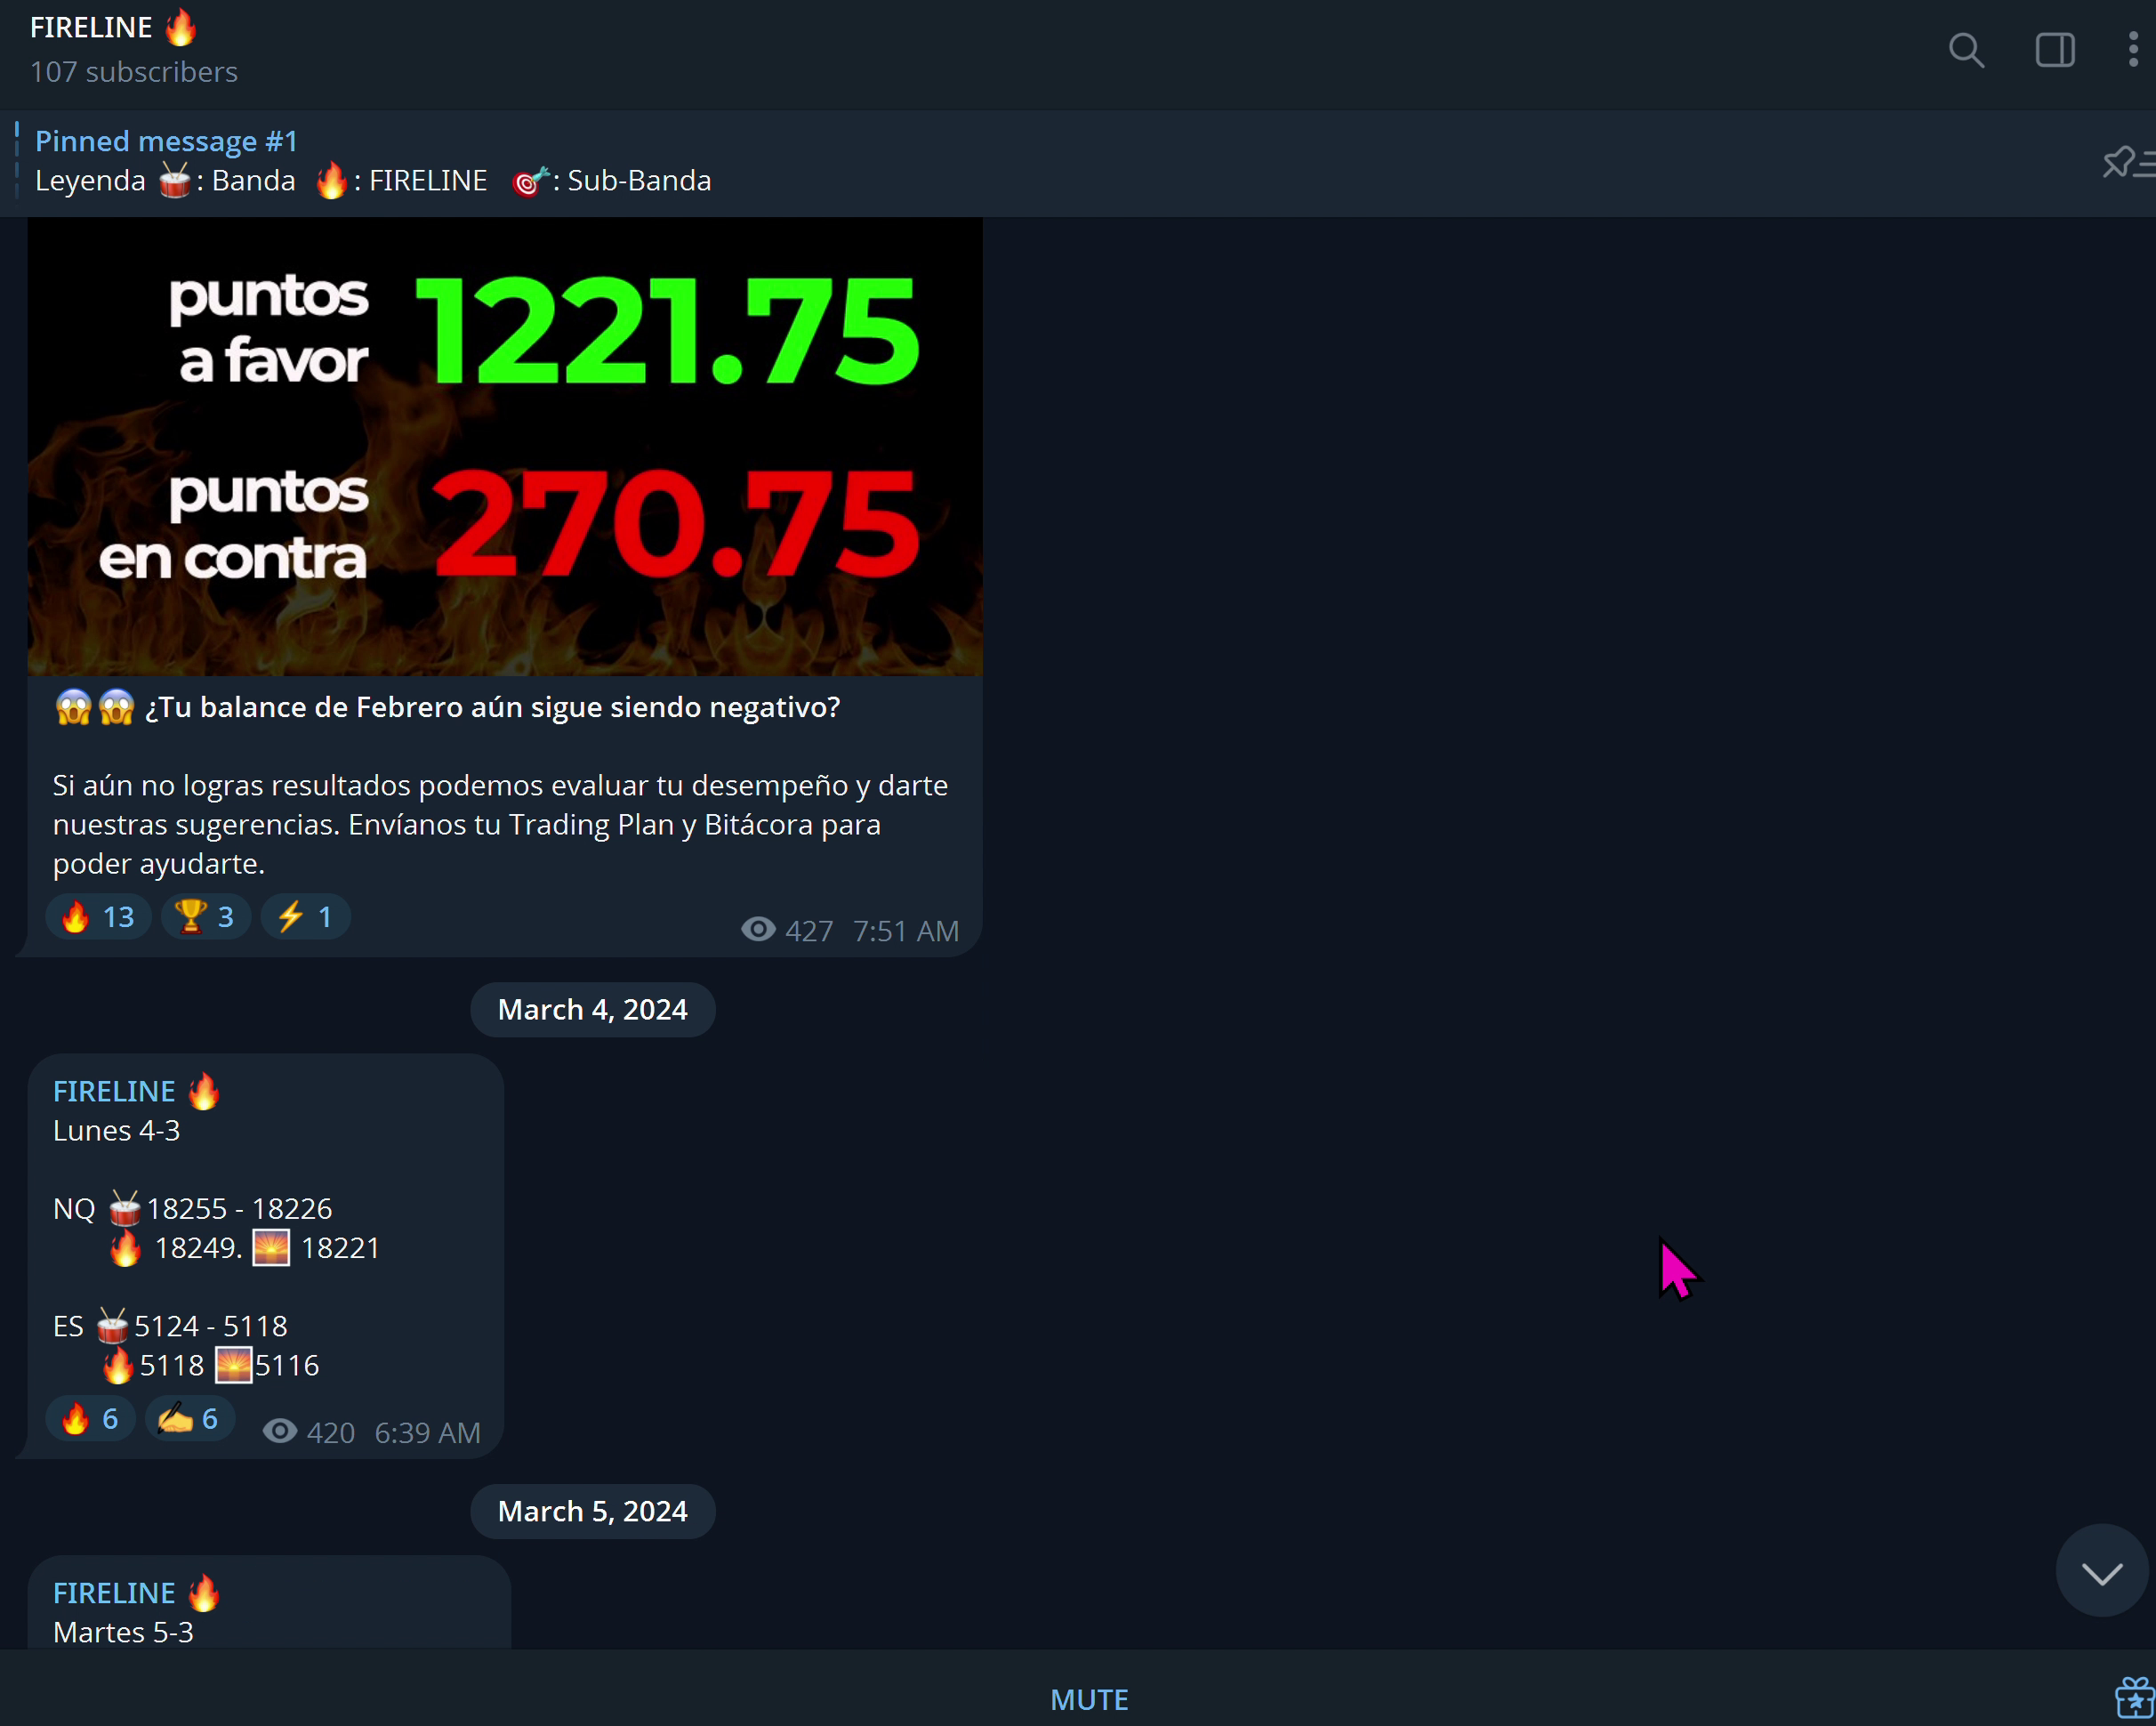 FIRELINE 🔥
107 subscribers
Pinned message #1
Leyenda 🥁: Banda 🔥: FIRELINE 🎯: Sub-Banda
puntos
a favor
1221.75
puntos
en contra
270.75
😱😱 ¿Tu balance de Febrero aún sigue siendo negativo?
Si aún no logras resultados podemos evaluar tu desempeño y darte
nuestras sugerencias. Envíanos tu Trading Plan y Bitácora para
poder ayudarte.
🔥 13 🏆 3 ⚡ 1
427 7:51 AM
March 4, 2024
FIRELINE 🔥
Lunes 4-3
NQ 🥁18255 - 18226
🔥 18249. 🌅 18221
ES 🥁5124 - 5118
🔥5118 🌅5116
🔥 6 ✍️ 6 420 6:39 AM
March 5, 2024
FIRELINE 🔥
Martes 5-3
MUTE